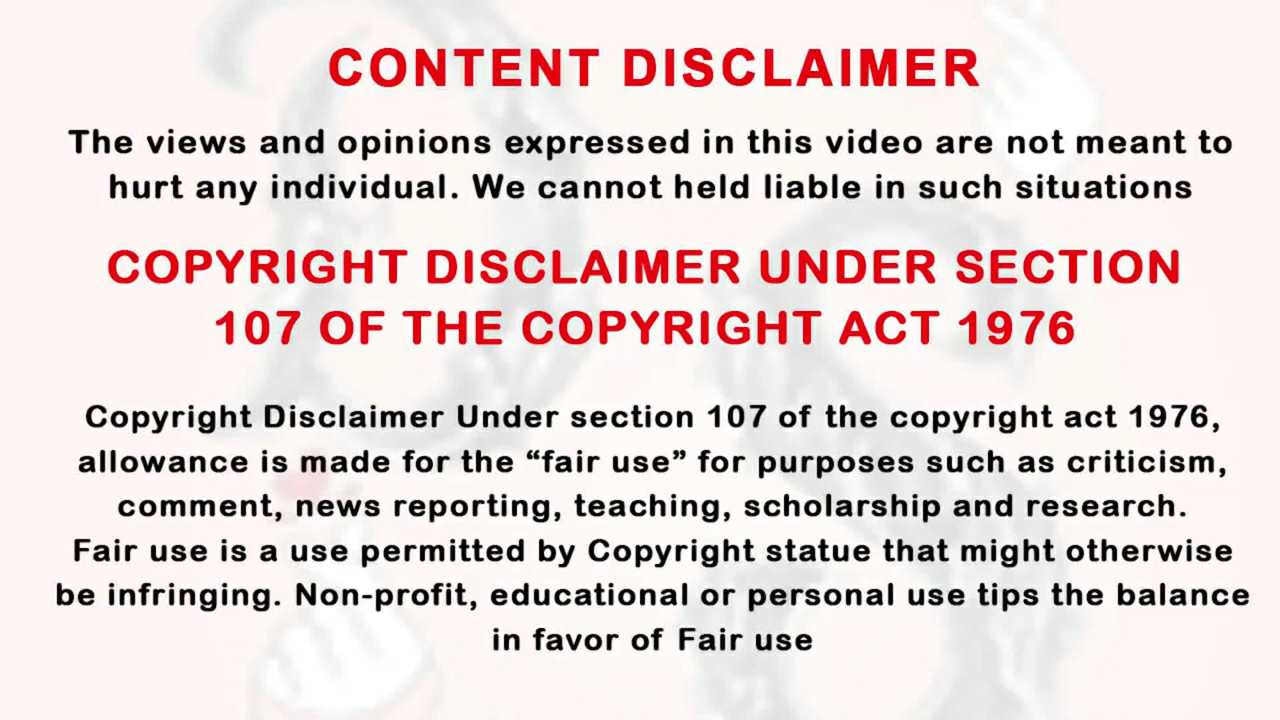 CONTENT DISCLAIMER
The views and opinions expressed in this video are not meant to
hurt any individual. We cannot held liable in such situations
COPYRIGHT DISCLAIMER UNDER SECTION
107 OF THE COPYRIGHT ACT 1976
Copyright Disclaimer Under section 107 of the copyright act 1976,
allowance is made for the “fair use” for purposes such as criticism,
comment, news reporting, teaching, scholarship and research.
Fair use is a use permitted by Copyright statue that might otherwise
be infringing. Non-profit, educational or personal use tips the balance
in favor of Fair use